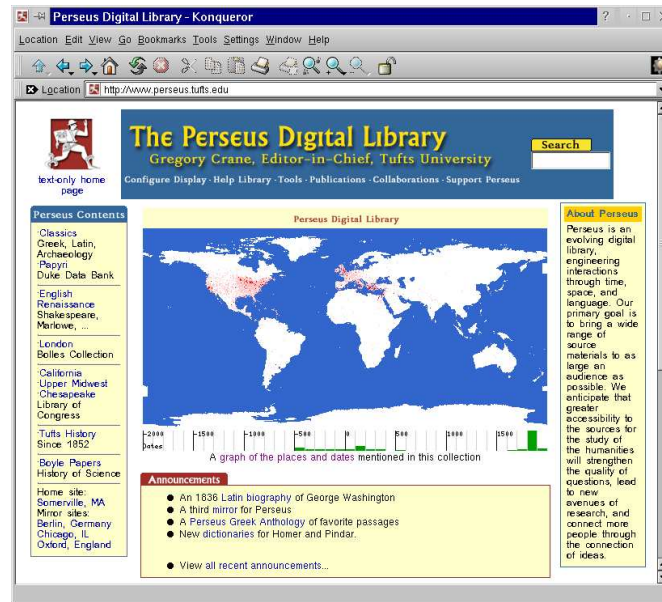 Perseus Digital Library - Konqueror
Location Edit View Go Bookmarks Tools Settings Window Help
Location http://www.perseus.tufts.edu
text-only home
page
The Perseus Digital Library
Gregory Crane, Editor-in-Chief, Tufts University
Configure Display · Help Library · Tools · Publications · Collaborations · Support Perseus
Search
Perseus Contents
·Classics
Greek, Latin,
Archaeology
·Papyri
Duke Data Bank
·English
Renaissance
Shakespeare,
Marlowe, ...
·London
Bolles Collection
·California
·Upper Midwest
·Chesapeake
Library of
Congress
·Tufts History
Since 1852
·Boyle Papers
History of Science
Home site:
Somerville, MA
Mirror sites:
Berlin, Germany
Chicago, IL
Oxford, England
Perseus Digital Library
-2000 -1500 -1000 -500 0 500 1000 1500
Dates
A graph of the places and dates mentioned in this collection
Announcements
● An 1836 Latin biography of George Washington
● A third mirror for Perseus
● A Perseus Greek Anthology of favorite passages
● New dictionaries for Homer and Pindar.
● View all recent announcements...
About Perseus
Perseus is an
evolving digital
library,
engineering
interactions
through time,
space, and
language. Our
primary goal is
to bring a wide
range of
source
materials to as
large an
audience as
possible. We
anticipate that
greater
accessibility to
the sources for
the study of
the humanities
will strengthen
the quality of
questions, lead
to new
avenues of
research, and
connect more
people through
the connection
of ideas.